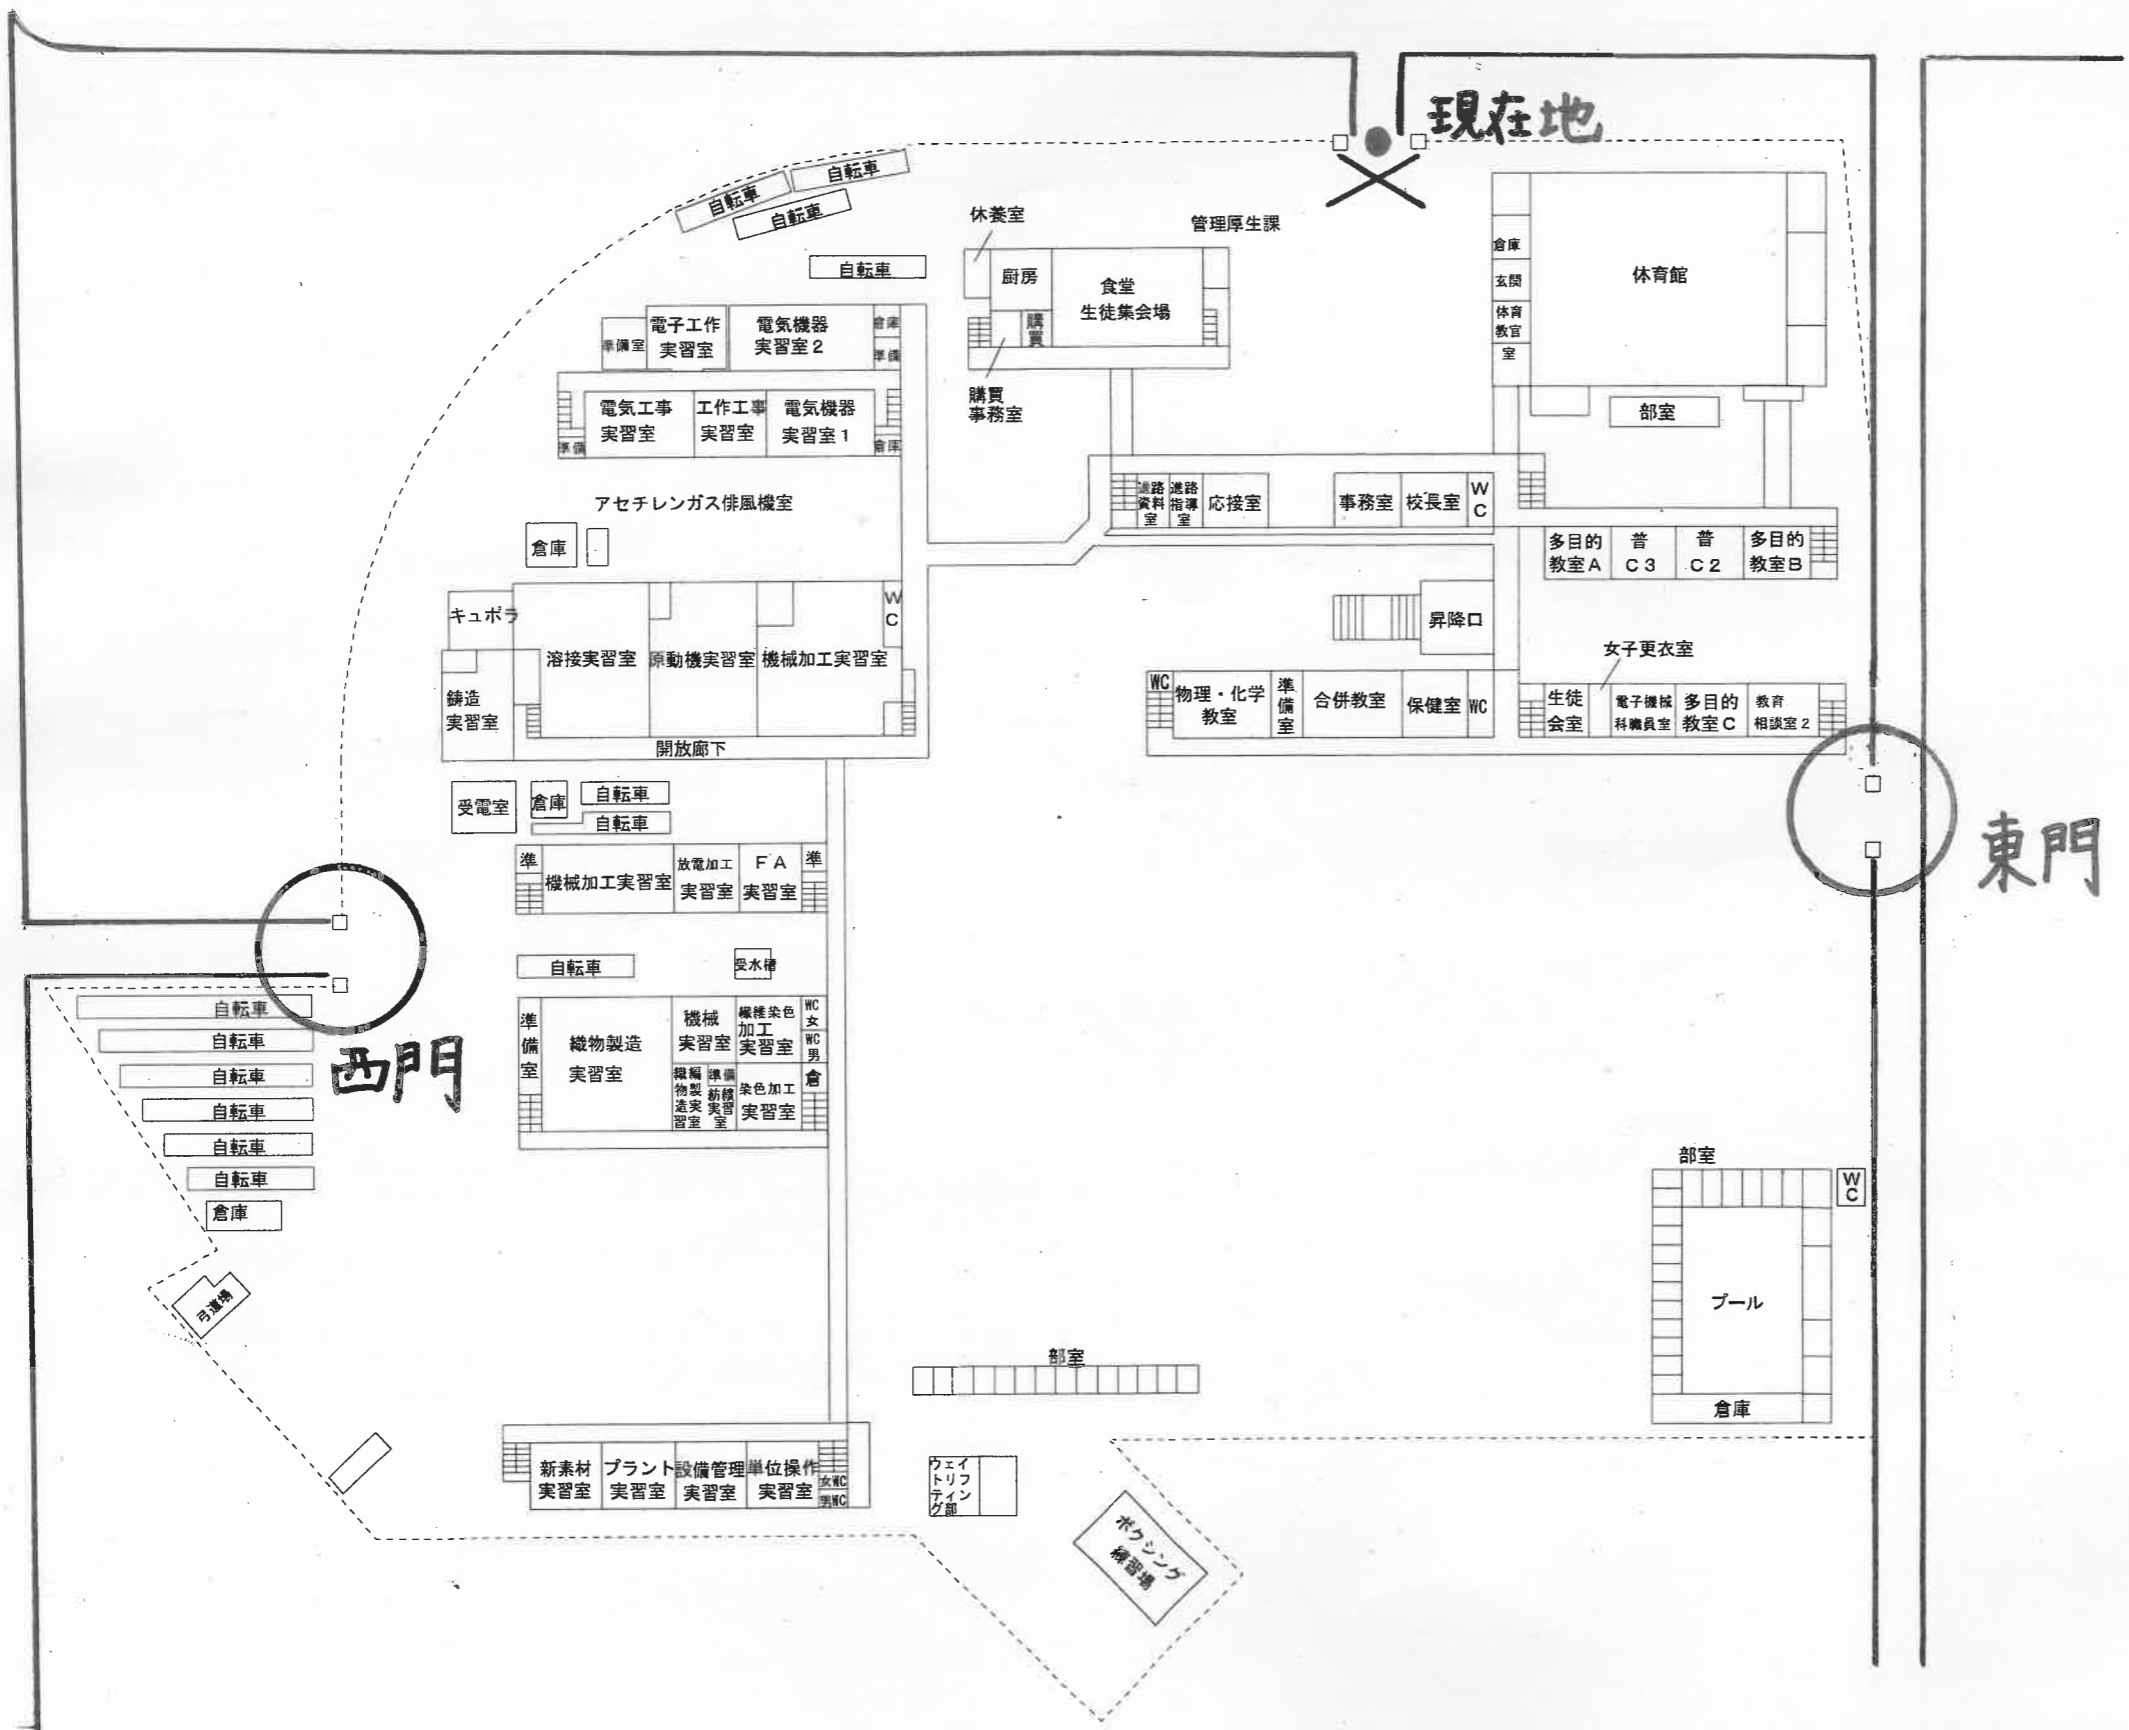 現在地
自転車
自転車
自転車
自転車
休養室
管理厚生課
厨房
食堂
生徒集会場
購買
購買
事務室
倉庫
玄関
体育
教官
室
体育館
部室
準備室
電子工作
実習室
電気機器
実習室2
倉庫
準備
電気工事
実習室
工作工事
実習室
電気機器
実習室1
準備
倉庫
アセチレンガス俳風機室
倉庫
進路
資料
室
進路
指導
室
応接室
事務室
校長室
WC
多目的
教室A
普
C3
普
C2
多目的
教室B
キュポラ
溶接実習室
原動機実習室
機械加工実習室
WC
鋳造
実習室
開放廊下
昇降口
女子更衣室
WC
物理・化学
教室
準備室
合併教室
保健室
WC
生徒
会室
電子機械
科職員室
多目的
教室C
教育
相談室2
受電室
倉庫
自転車
自転車
東門
準
機械加工実習室
放電加工
実習室
FA
実習室
準
自転車
受水槽
西門
自転車
自転車
自転車
自転車
自転車
自転車
倉庫
準備室
織物製造
実習室
機械
実習室
繊維染色
加工
実習室
WC
女
WC
男
編物製造実習室
準備
紡績
実習
室
染色加工
実習室
倉
弓道場
部室
WC
プール
倉庫
部室
新素材
実習室
プラント
実習室
設備管理
実習室
単位操作
実習室
女WC
男WC
ウェイ
トリフ
ティン
グ部
ボクシング
練習場